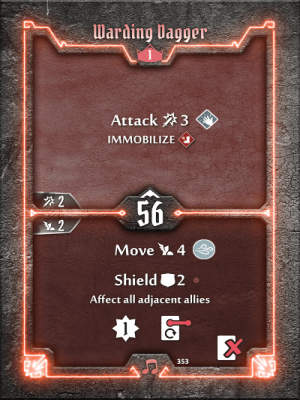 Warding Dagger
1
Attack 3
IMMOBILIZE
2
56
2
Move 4
Shield 2
Affect all adjacent allies
1
353